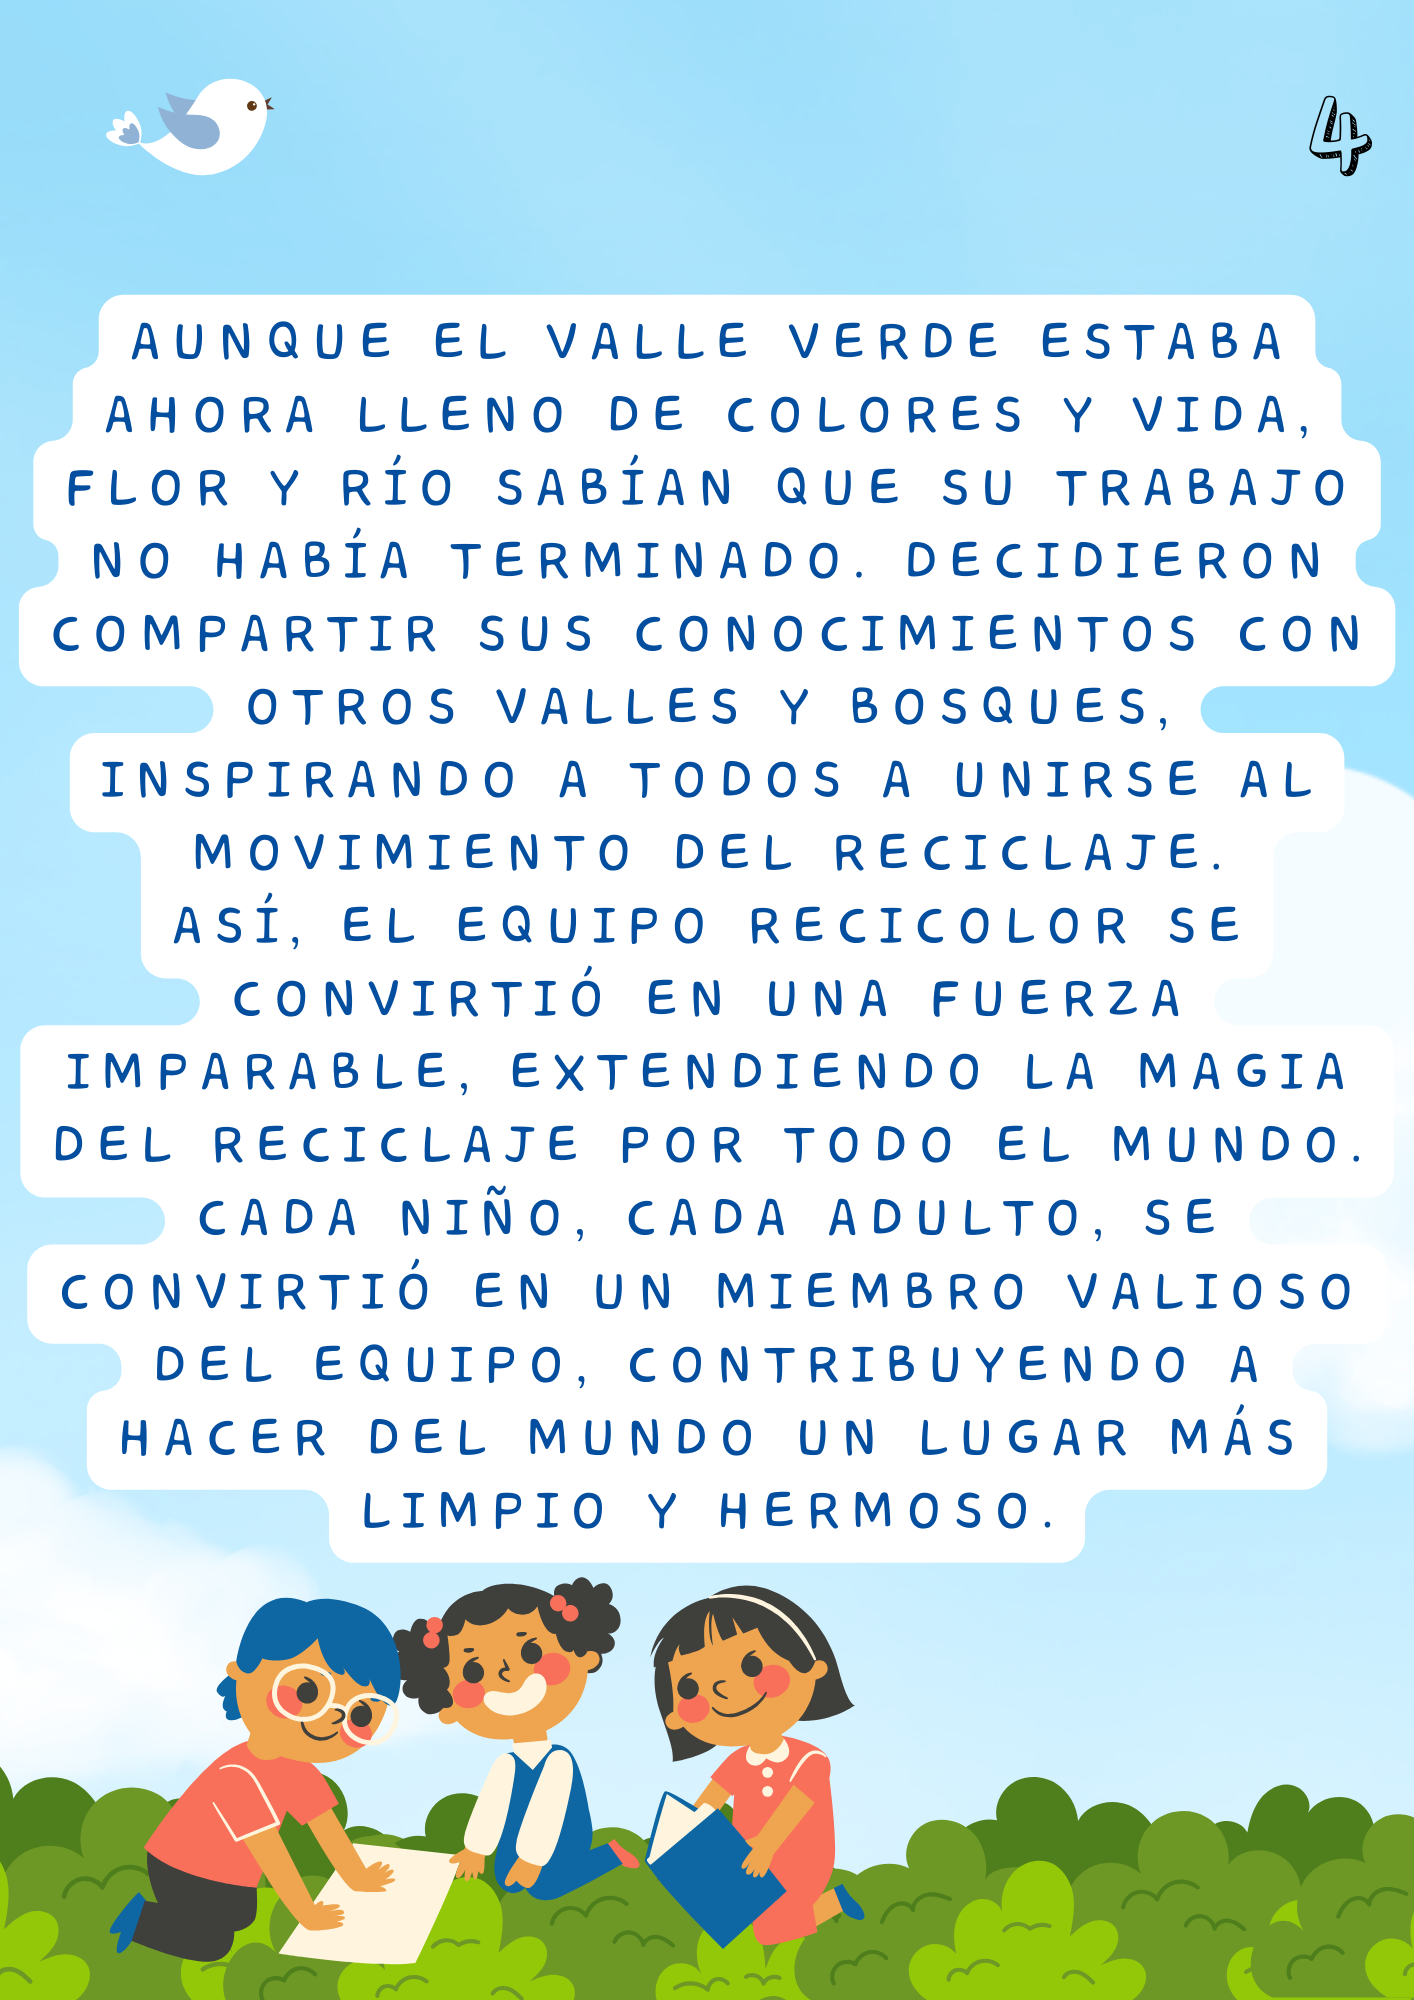 4
AUNQUE EL VALLE VERDE ESTABA
AHORA LLENO DE COLORES Y VIDA,
FLOR Y RÍO SABÍAN QUE SU TRABAJO
NO HABÍA TERMINADO. DECIDIERON
COMPARTIR SUS CONOCIMIENTOS CON
OTROS VALLES Y BOSQUES,
INSPIRANDO A TODOS A UNIRSE AL
MOVIMIENTO DEL RECICLAJE.
ASÍ, EL EQUIPO RECICOLOR SE
CONVIRTIÓ EN UNA FUERZA
IMPARABLE, EXTENDIENDO LA MAGIA
DEL RECICLAJE POR TODO EL MUNDO.
CADA NIÑO, CADA ADULTO, SE
CONVIRTIÓ EN UN MIEMBRO VALIOSO
DEL EQUIPO, CONTRIBUYENDO A
HACER DEL MUNDO UN LUGAR MÁS
LIMPIO Y HERMOSO.